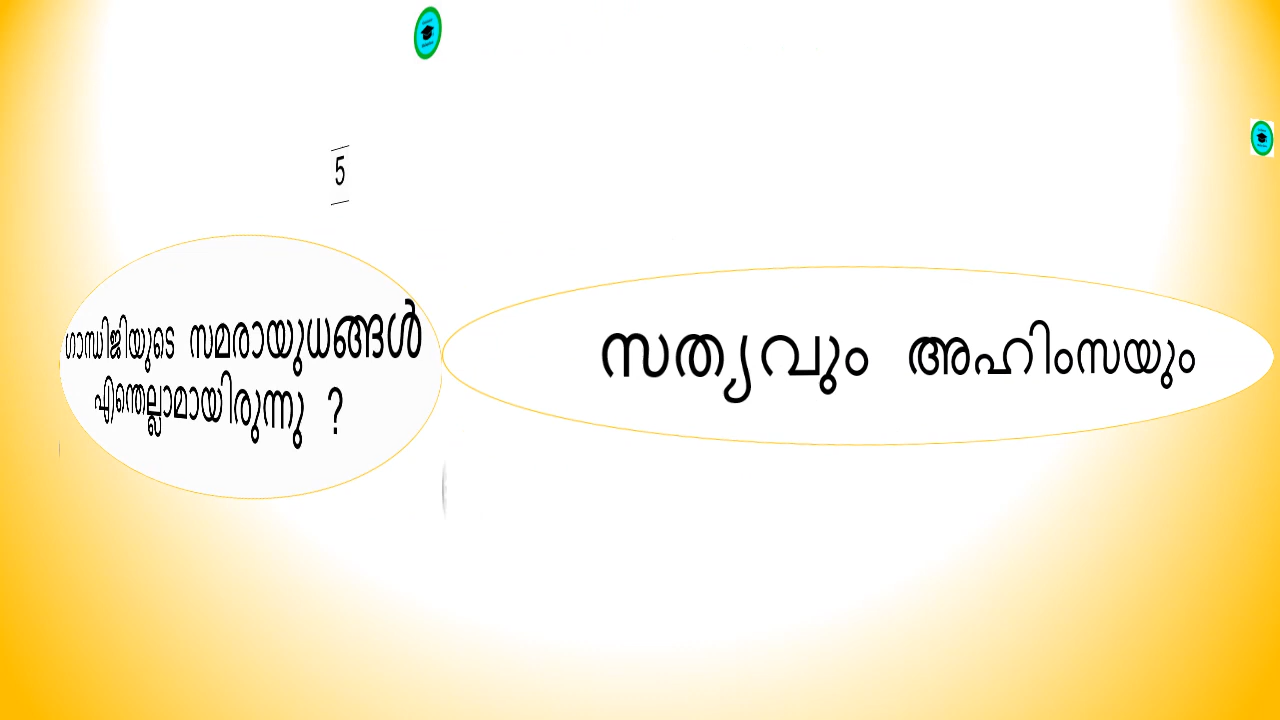 5
ഗാന്ധിജിയുടെ സമരായുധങ്ങൾ
എന്തെല്ലാമായിരുന്നു ?
സത്യവും അഹിംസയും